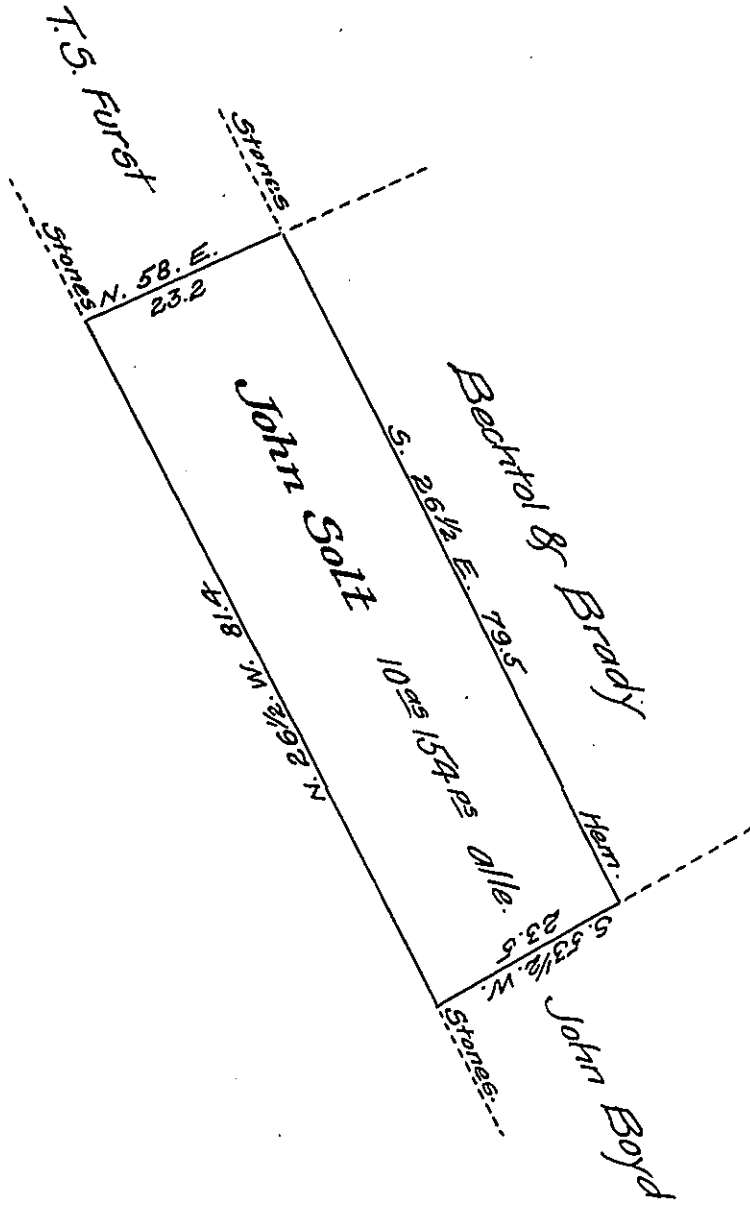 T.S. Furst
Stones
Stones
N. 58. E.
23.2
John Solt
10as 154ps alle.
S. 26½ E. 79.5
Bechtol & Brady
N. 26½. W. 81.4
Hem.
S. 53½. W.
23.5
Stones.
John Boyd